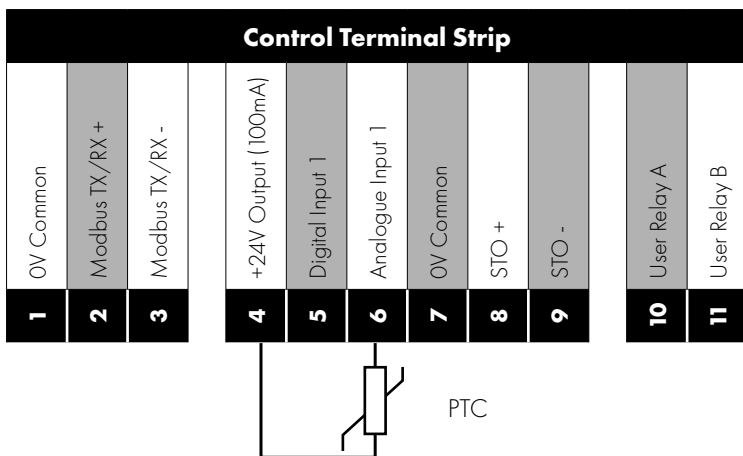 Control Terminal Strip
0V Common
Modbus TX/RX +
Modbus TX/RX -
+24V Output (100mA)
Digital Input 1
Analogue Input 1
0V Common
STO +
STO -
User Relay A
User Relay B
1
2
3
4
5
6
7
8
9
10
11
PTC